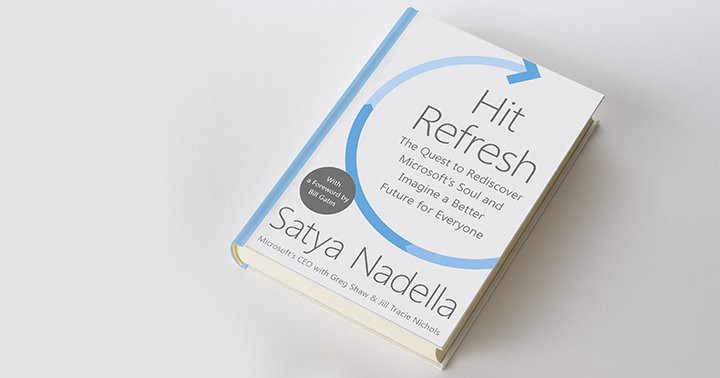 Hit
Refresh
The Quest to Rediscover
Microsoft's Soul and
Imagine a Better
Future for Everyone
With
a Foreword by
Bill Gates
Satya Nadella
Microsoft's CEO with Greg Shaw & Jill Tracie Nichols